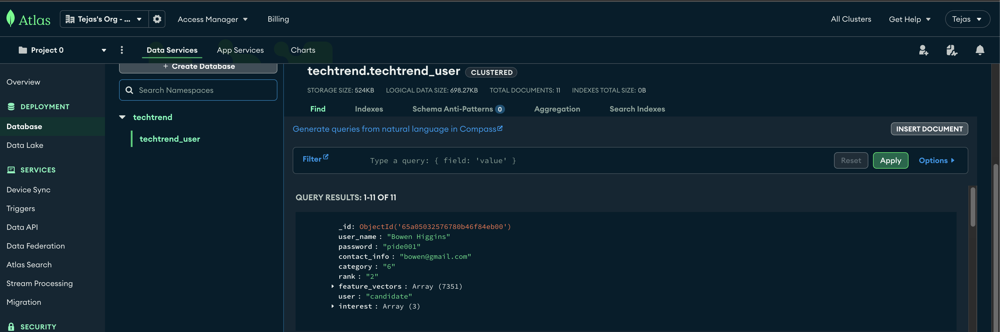 Atlas
Tejas's Org - ...
Access Manager
Billing
All Clusters
Get Help
Tejas
Project 0
Data Services
App Services
Charts
Overview
DEPLOYMENT
Database
Data Lake
SERVICES
Device Sync
Triggers
Data API
Data Federation
Atlas Search
Stream Processing
Migration
SECURITY
+ Create Database
Search Namespaces
techtrend
techtrend_user
techtrend.techtrend_user CLUSTERED
STORAGE SIZE: 524KB LOGICAL DATA SIZE: 698.27KB TOTAL DOCUMENTS: 11 INDEXES TOTAL SIZE: 0B
Find Indexes Schema Anti-Patterns 0 Aggregation Search Indexes
Generate queries from natural language in Compass
INSERT DOCUMENT
Filter Type a query: { field: 'value' } Reset Apply Options
QUERY RESULTS: 1-11 OF 11
_id: ObjectId('65a05032576780b46f84eb00')
user_name : "Bowen Higgins"
password : "pide001"
contact_info : "bowen@gmail.com"
category : "6"
rank : "2"
feature_vectors : Array (7351)
user : "candidate"
interest : Array (3)